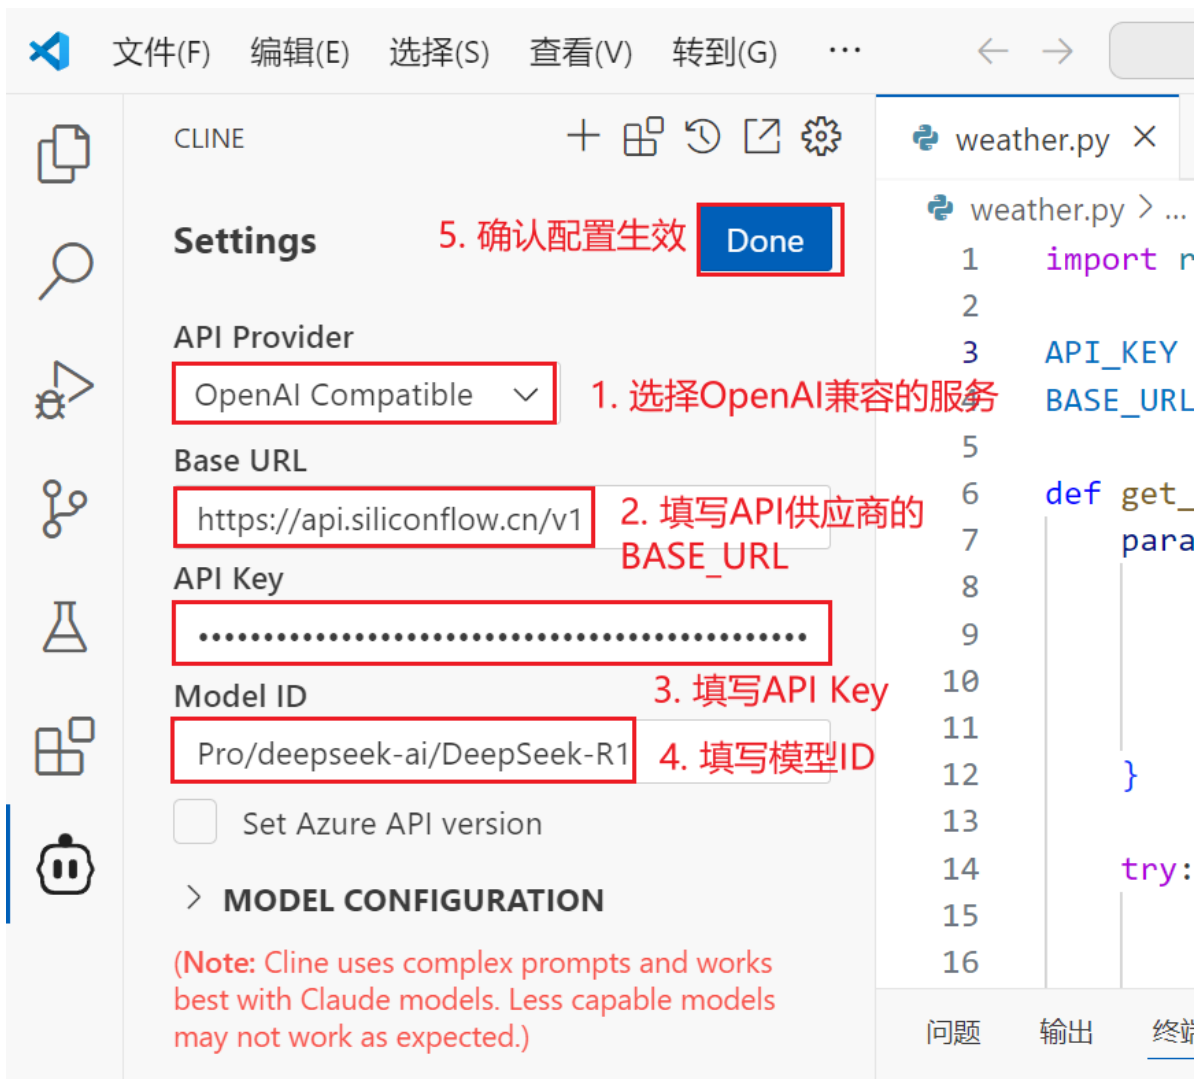 文件(F) 编辑(E) 选择(S) 查看(V) 转到(G) ···
CLINE
Settings
5. 确认配置生效
Done
API Provider
OpenAI Compatible
1. 选择OpenAI兼容的服务
Base URL
https://api.siliconflow.cn/v1
2. 填写API供应商的
BASE_URL
API Key
••••••••••••••••••••••••••••••••••••••••••••••••••
3. 填写API Key
Model ID
Pro/deepseek-ai/DeepSeek-R1
4. 填写模型ID
Set Azure API version
MODEL CONFIGURATION
(Note: Cline uses complex prompts and works
best with Claude models. Less capable models
may not work as expected.)
weather.py
weather.py > ...
1 import
2
3 API_KEY
4 BASE_URL
5
6 def get_
7 para
8
9
10
11
12 }
13
14 try:
15
16
问题 输出 终端